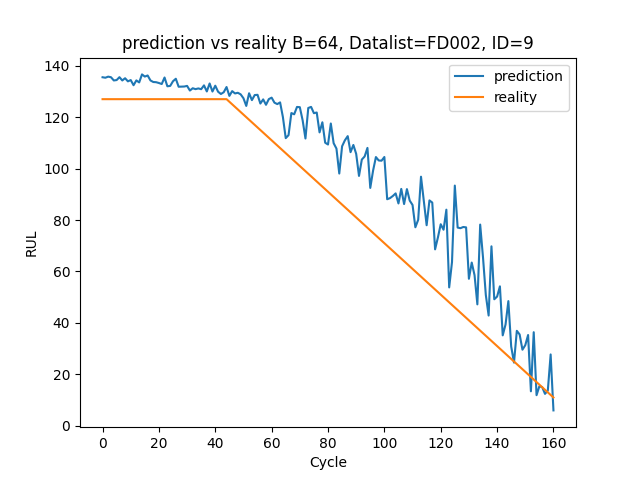 prediction vs reality B=64, Datalist=FD002, ID=9
prediction
reality
140
120
100
80
60
40
20
0
RUL
0 20 40 60 80 100 120 140 160
Cycle